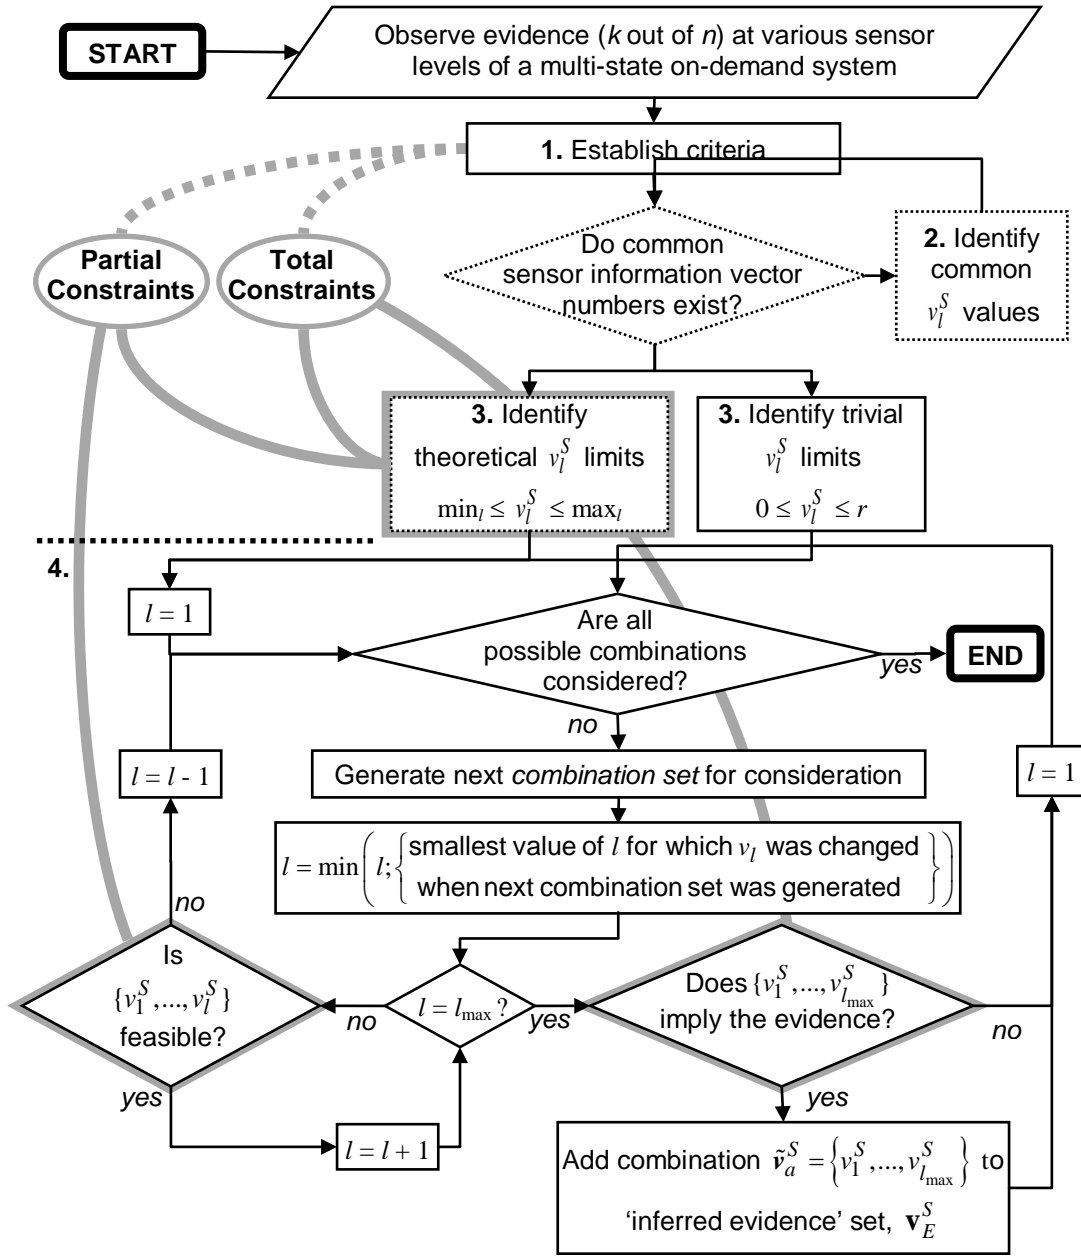 START
Observe evidence (k out of n) at various sensor
levels of a multi-state on-demand system
1. Establish criteria
Partial
Constraints
Total
Constraints
Do common
sensor information vector
numbers exist?
2. Identify
common
v_l^S values
3. Identify
theoretical v_l^S limits
min_l ≤ v_l^S ≤ max_l
3. Identify trivial
v_l^S limits
0 ≤ v_l^S ≤ r
4.
l = 1
Are all
possible combinations
considered?
yes
END
no
l = l - 1
Generate next combination set for consideration
l = 1
l = min( l; { smallest value of l for which v_l was changed
when next combination set was generated } )
no
Is
{v_1^S,...,v_l^S}
feasible?
no
l = l_max ?
yes
Does {v_1^S,...,v_{l_max}^S}
imply the evidence?
no
yes
yes
l = l + 1
Add combination ṽ_a^S = {v_1^S,...,v_{l_max}^S} to
‘inferred evidence’ set, v_E^S